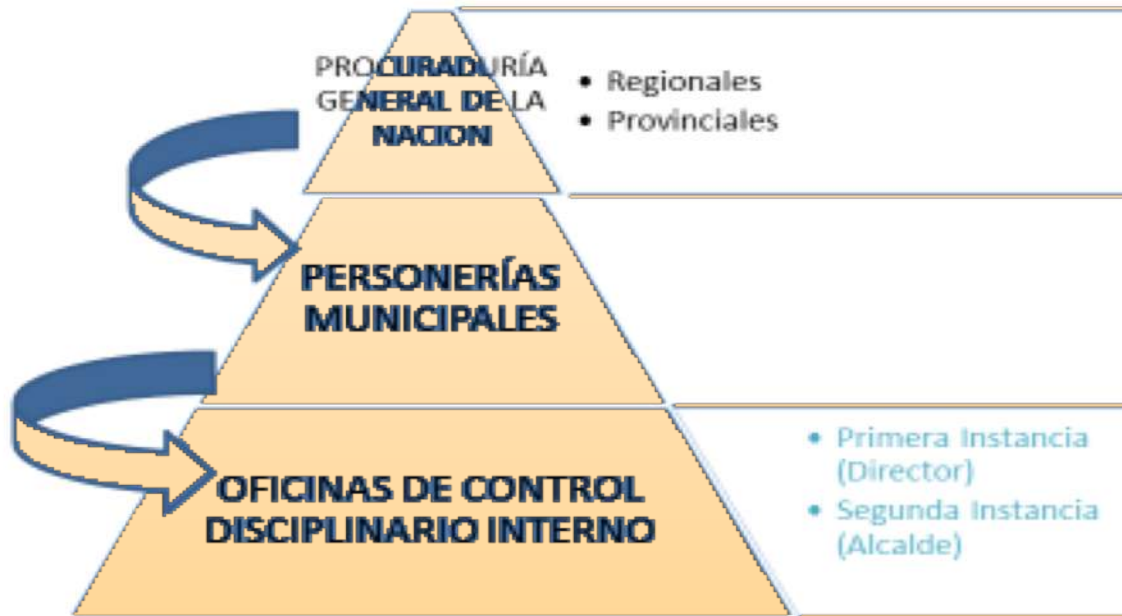 PROCURADURÍA
GENERAL DE LA
NACION
• Regionales
• Provinciales
PERSONERÍAS
MUNICIPALES
OFICINAS DE CONTROL
DISCIPLINARIO INTERNO
• Primera Instancia
(Director)
• Segunda Instancia
(Alcalde)